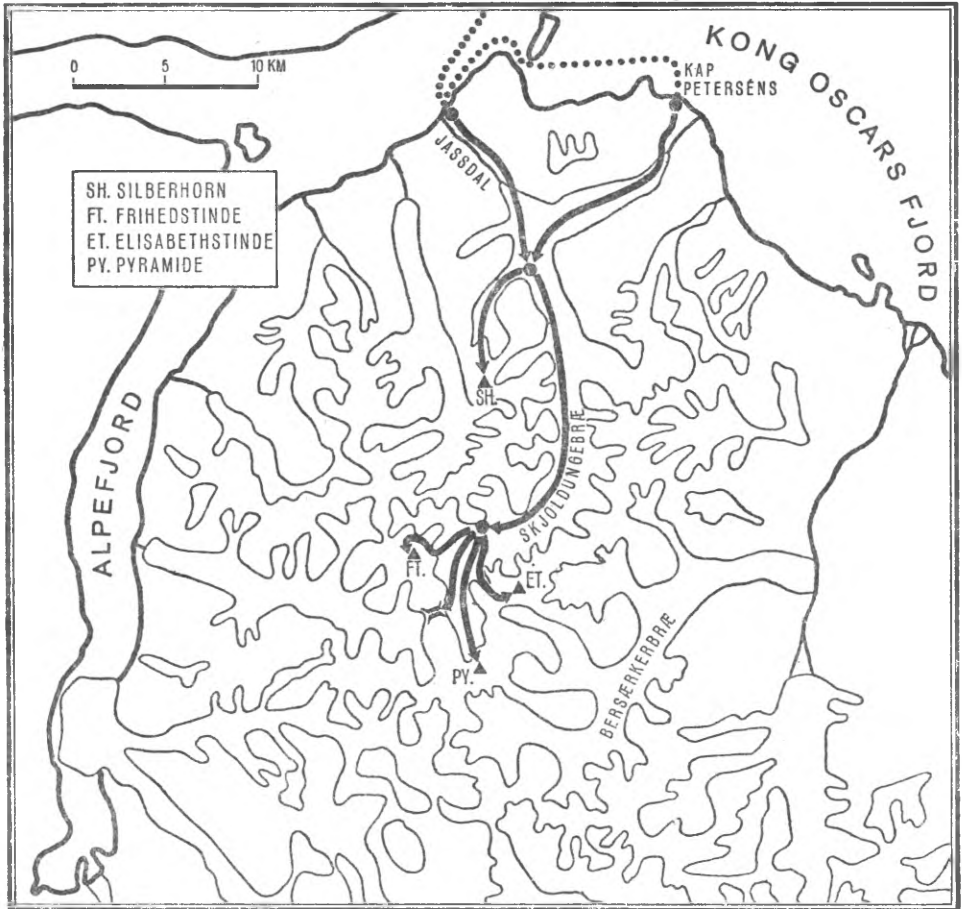 KONG OSCARS FJORD
KAP
PETERSÉNS
0 5 10 KM
JASSDAL
SH. SILBERHORN
FT. FRIHEDSTINDE
ET. ELISABETHSTINDE
PY. PYRAMIDE
SH.
ALPEFJORD
SKJOLDUNGEBRÆ
FT.
ET.
PY.
BERSÆRKERBRÆ